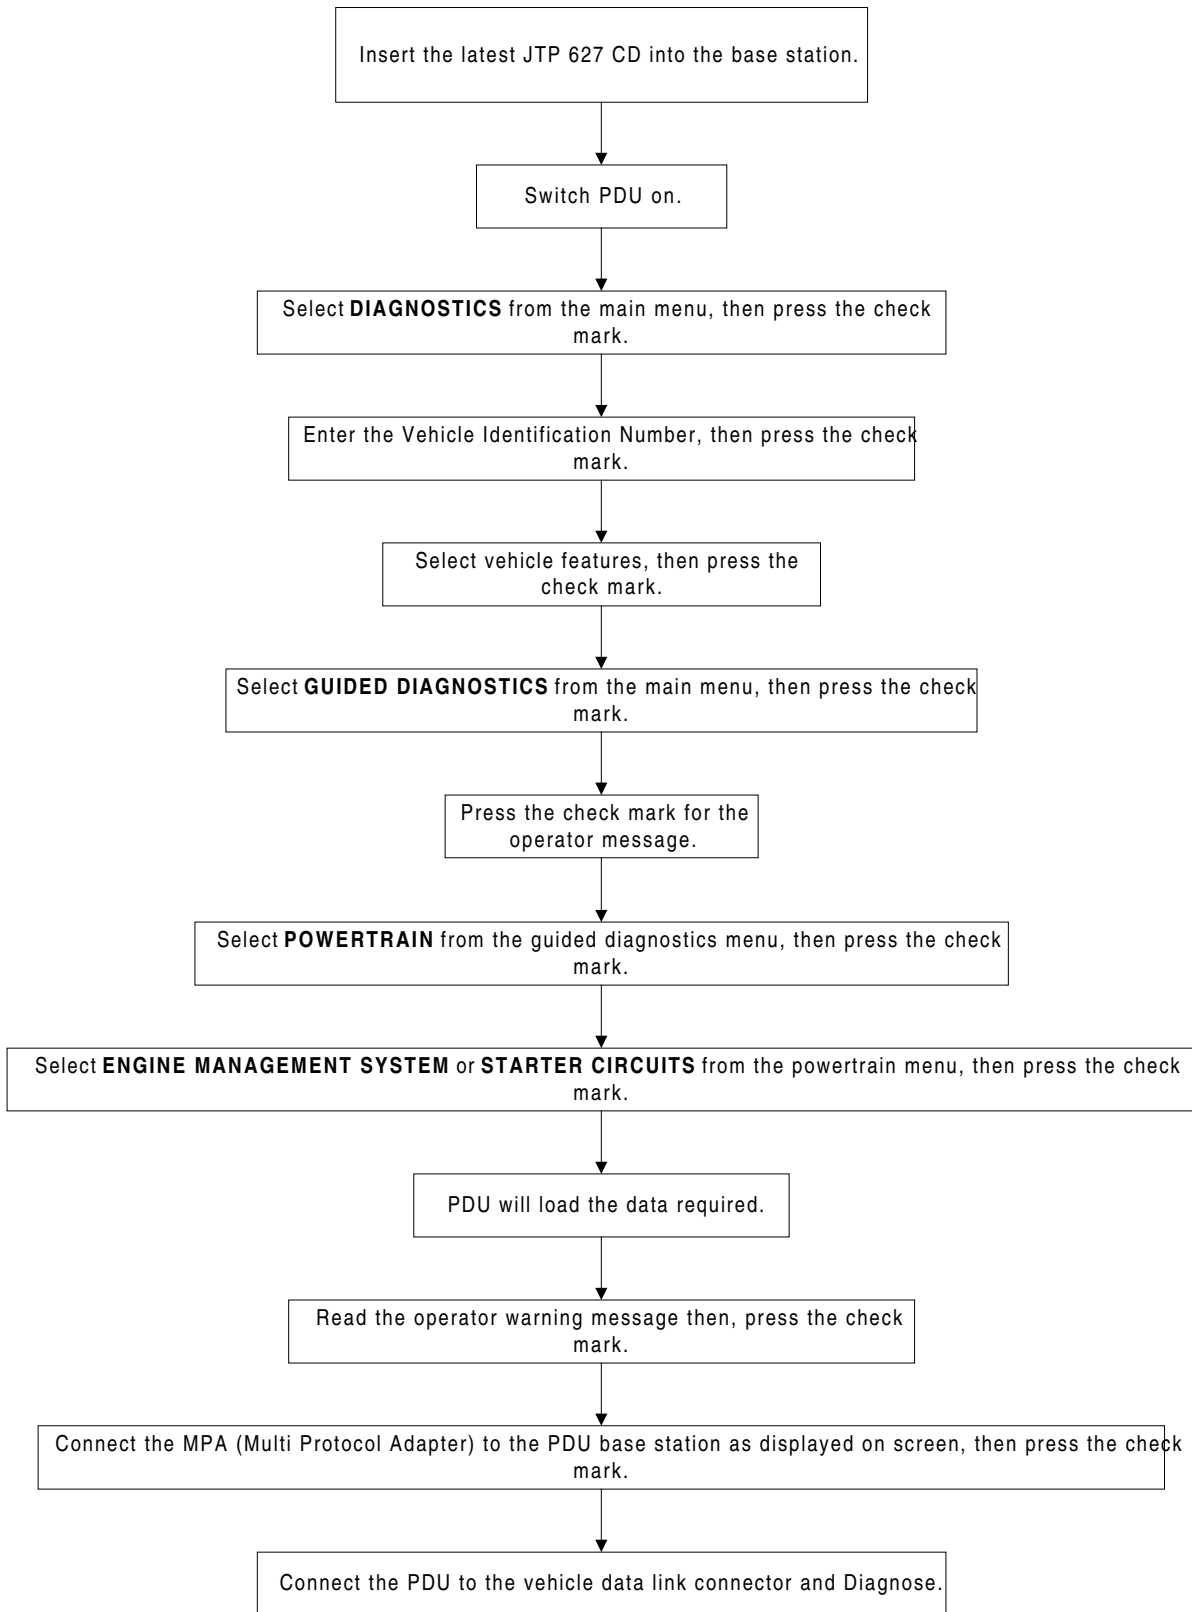 Insert the latest JTP 627 CD into the base station.
Switch PDU on.
Select DIAGNOSTICS from the main menu, then press the check
mark.
Enter the Vehicle Identification Number, then press the check
mark.
Select vehicle features, then press the
check mark.
Select GUIDED DIAGNOSTICS from the main menu, then press the check
mark.
Press the check mark for the
operator message.
Select POWERTRAIN from the guided diagnostics menu, then press the check
mark.
Select ENGINE MANAGEMENT SYSTEM or STARTER CIRCUITS from the powertrain menu, then press the check
mark.
PDU will load the data required.
Read the operator warning message then, press the check
mark.
Connect the MPA (Multi Protocol Adapter) to the PDU base station as displayed on screen, then press the check
mark.
Connect the PDU to the vehicle data link connector and Diagnose.